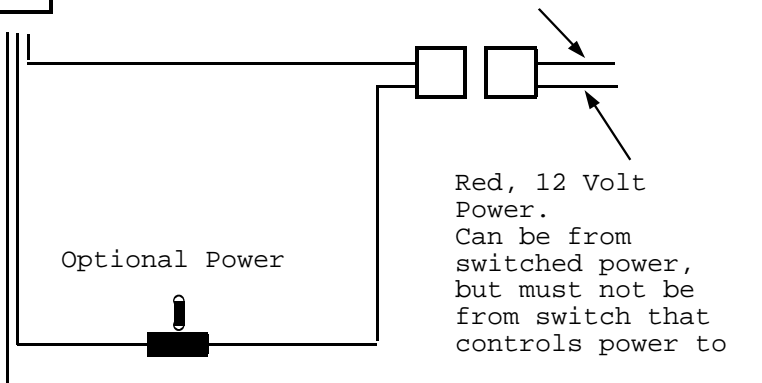 Red, 12 Volt
Power.
Can be from
switched power,
but must not be
from switch that
controls power to
Optional Power